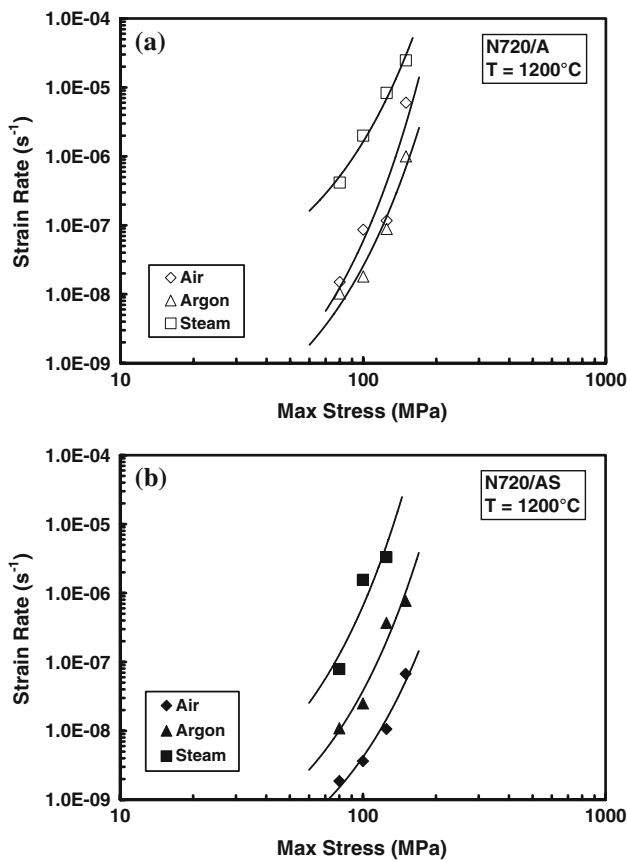 (a)
N720/A
T = 1200°C
1.0E-04
1.0E-05
1.0E-06
1.0E-07
1.0E-08
1.0E-09
Strain Rate (s⁻¹)
Air
Argon
Steam
10
100
1000
Max Stress (MPa)
(b)
N720/AS
T = 1200°C
1.0E-04
1.0E-05
1.0E-06
1.0E-07
1.0E-08
1.0E-09
Strain Rate (s⁻¹)
Air
Argon
Steam
10
100
1000
Max Stress (MPa)